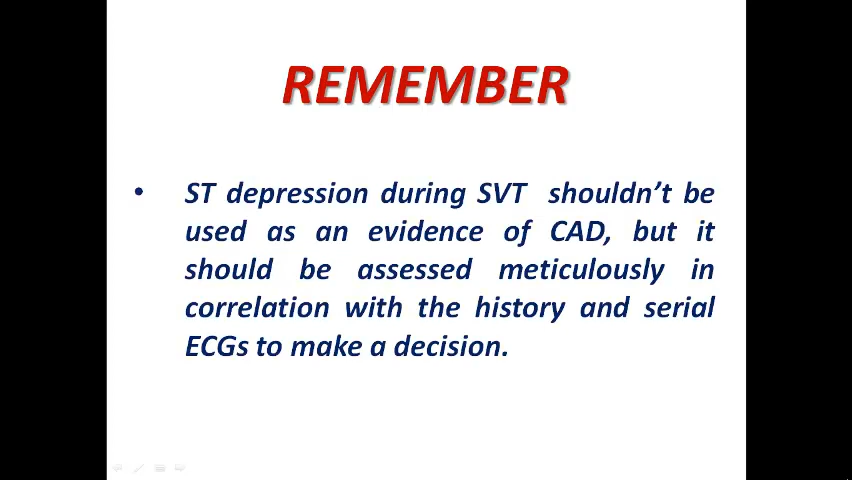 REMEMBER
• ST depression during SVT shouldn't be
used as an evidence of CAD, but it
should be assessed meticulously in
correlation with the history and serial
ECGs to make a decision.